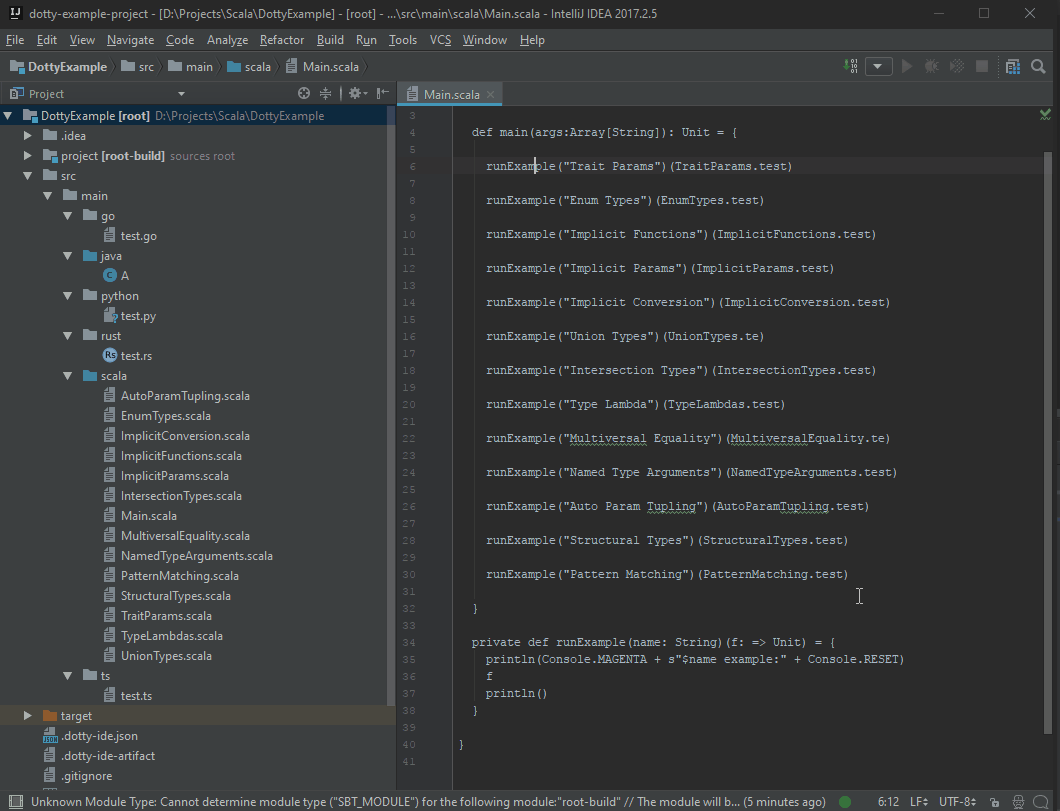 dotty-example-project - [D:\Projects\Scala\DottyExample] - [root] - ...\src\main\scala\Main.scala - IntelliJ IDEA 2017.2.5
File Edit View Navigate Code Analyze Refactor Build Run Tools VCS Window Help
DottyExample src main scala Main.scala
Project
Main.scala
DottyExample [root] D:\Projects\Scala\DottyExample
.idea
project [root-build] sources root
src
main
go
test.go
java
A
python
test.py
rust
test.rs
scala
AutoParamTupling.scala
EnumTypes.scala
ImplicitConversion.scala
ImplicitFunctions.scala
ImplicitParams.scala
IntersectionTypes.scala
Main.scala
MultiversalEquality.scala
NamedTypeArguments.scala
PatternMatching.scala
StructuralTypes.scala
TraitParams.scala
TypeLambdas.scala
UnionTypes.scala
ts
test.ts
target
.dotty-ide.json
.dotty-ide-artifact
.gitignore
3
4 def main(args:Array[String]): Unit = {
5
6 runExample("Trait Params")(TraitParams.test)
7
8 runExample("Enum Types")(EnumTypes.test)
9
10 runExample("Implicit Functions")(ImplicitFunctions.test)
11
12 runExample("Implicit Params")(ImplicitParams.test)
13
14 runExample("Implicit Conversion")(ImplicitConversion.test)
15
16 runExample("Union Types")(UnionTypes.te)
17
18 runExample("Intersection Types")(IntersectionTypes.test)
19
20 runExample("Type Lambda")(TypeLambdas.test)
21
22 runExample("Multiversal Equality")(MultiversalEquality.te)
23
24 runExample("Named Type Arguments")(NamedTypeArguments.test)
25
26 runExample("Auto Param Tupling")(AutoParamTupling.test)
27
28 runExample("Structural Types")(StructuralTypes.test)
29
30 runExample("Pattern Matching")(PatternMatching.test)
31
32 }
33
34 private def runExample(name: String)(f: => Unit) = {
35 println(Console.MAGENTA + s"$name example:" + Console.RESET)
36 f
37 println()
38 }
39
40 }
41
Unknown Module Type: Cannot determine module type ("SBT_MODULE") for the following module:"root-build" // The module will b... (5 minutes ago) 6:12 LF UTF-8